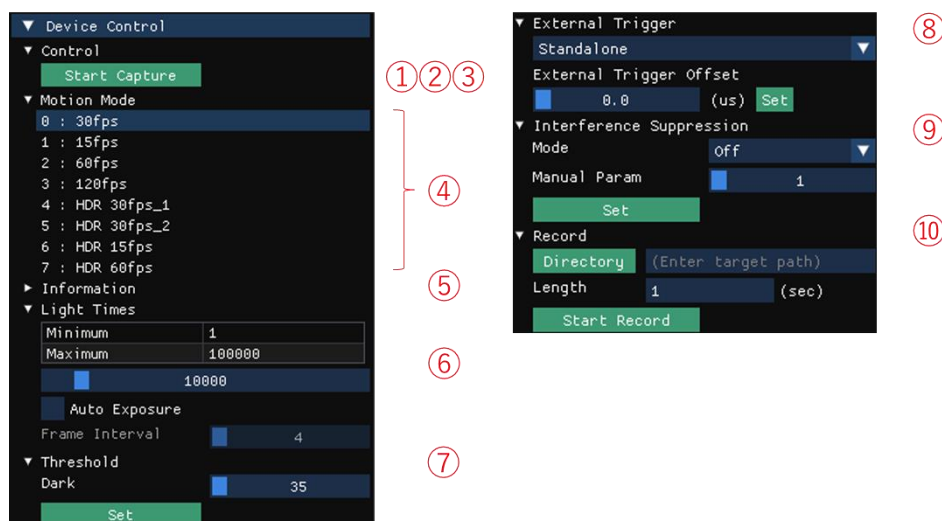 ▼ Device Control
▼ Control
Start Capture
①②③
▼ Motion Mode
0 : 30fps
1 : 15fps
2 : 60fps
3 : 120fps
4 : HDR 30fps_1
5 : HDR 30fps_2
6 : HDR 15fps
7 : HDR 60fps
④
► Information
⑤
▼ Light Times
Minimum 1
Maximum 100000
10000
⑥
Auto Exposure
Frame Interval 4
▼ Threshold
⑦
Dark 35
Set
▼ External Trigger
⑧
Standalone ▼
External Trigger Offset
0.0 (us) Set
▼ Interference Suppression
⑨
Mode Off ▼
Manual Param 1
Set
▼ Record
⑩
Directory (Enter target path)
Length 1 (sec)
Start Record